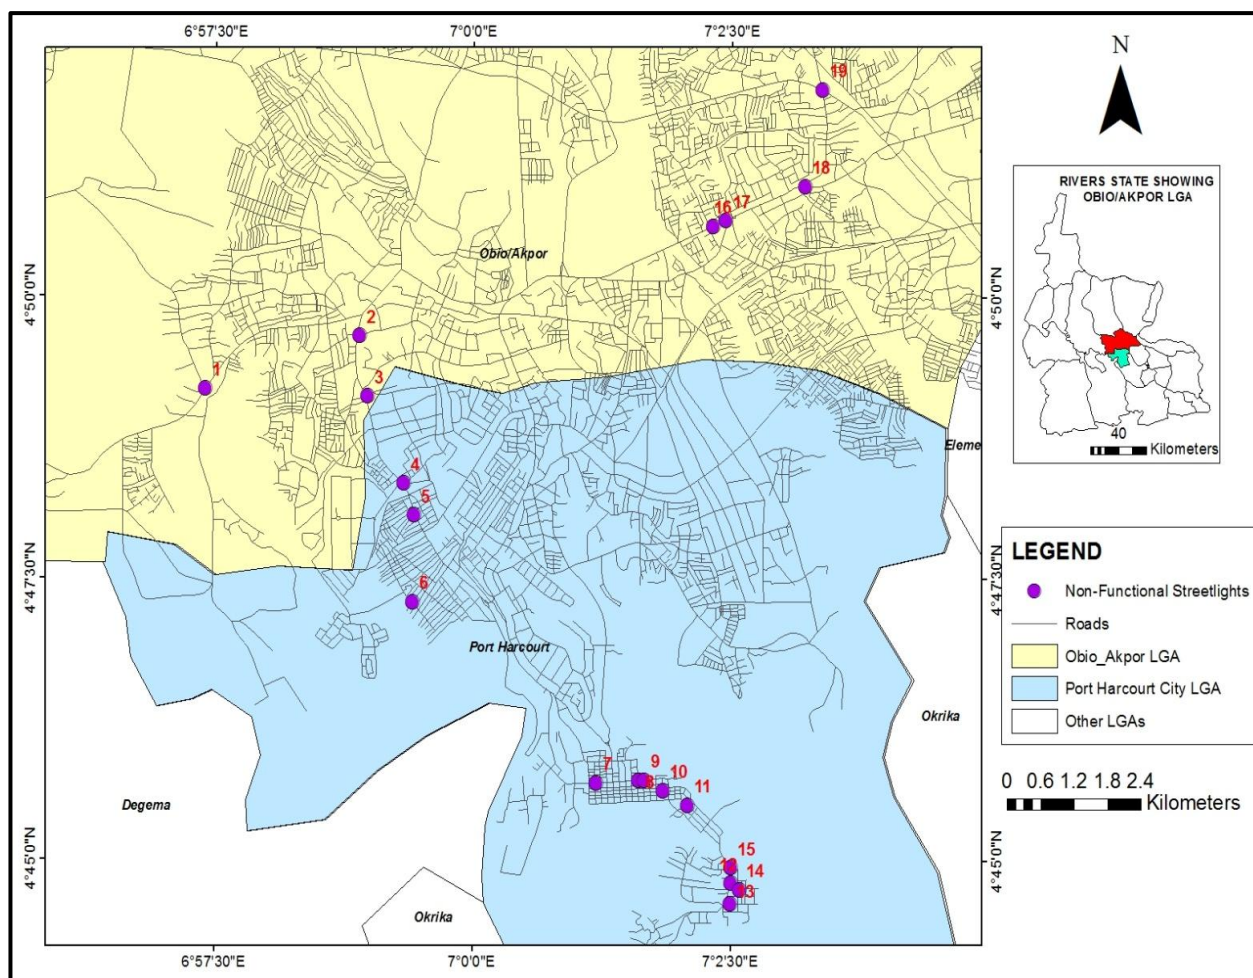 6°57'30"E 7°0'0"E 7°2'30"E
N
19
18
16 17
Obio/Akpor
4°50'0"N 4°50'0"N
2
1
3
4
5
6
Eleme
4°47'30"N 4°47'30"N
Port Harcourt
7 9
8 10
11
Okrika
Degema
15
14
13
4°45'0"N 4°45'0"N
Okrika
6°57'30"E 7°0'0"E 7°2'30"E
RIVERS STATE SHOWING
OBIO/AKPOR LGA
40
Kilometers
LEGEND
Non-Functional Streetlights
Roads
Obio_Akpor LGA
Port Harcourt City LGA
Other LGAs
0 0.6 1.2 1.8 2.4
Kilometers